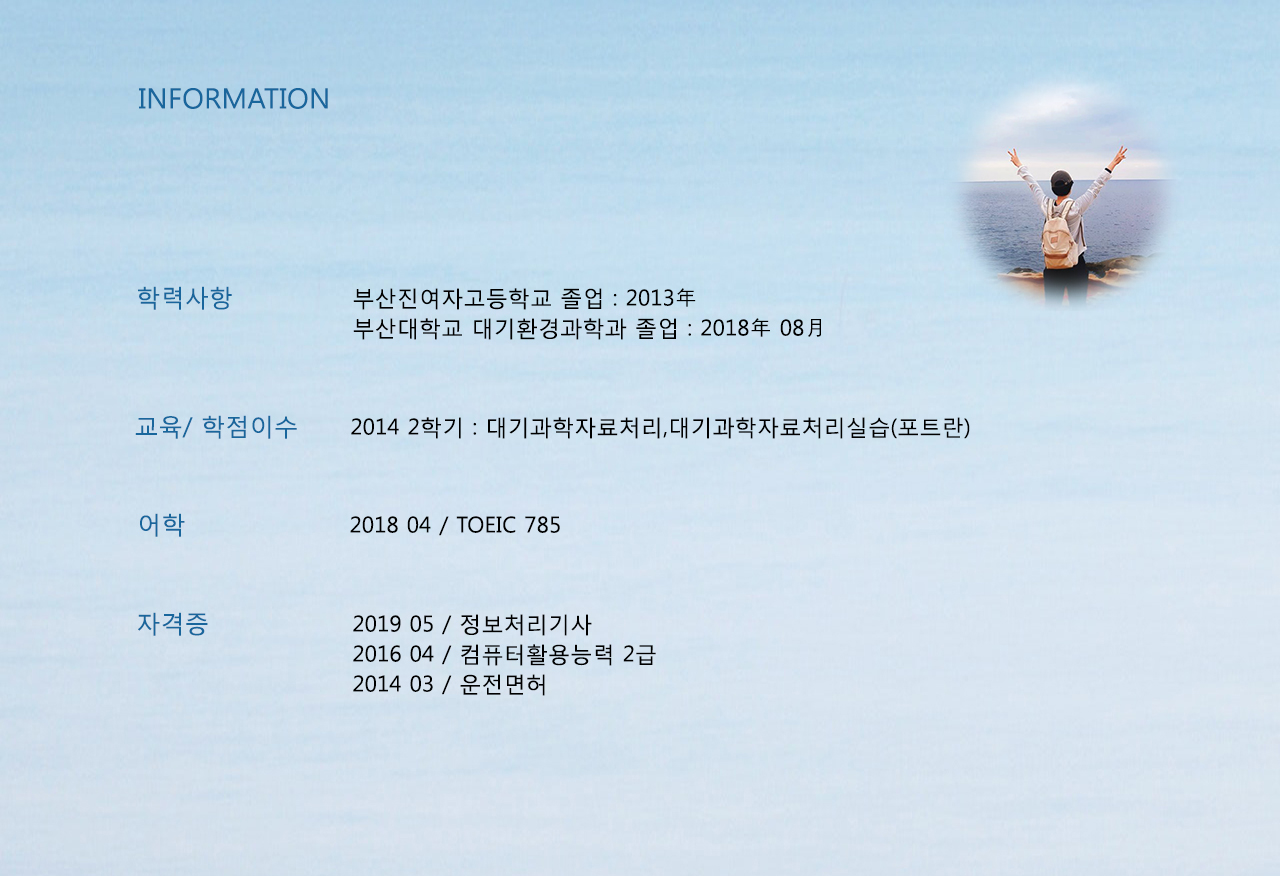 INFORMATION
학력사항
부산진여자고등학교 졸업 : 2013年
부산대학교 대기환경과학과 졸업 : 2018年 08月
교육/ 학점이수
2014 2학기 : 대기과학자료처리,대기과학자료처리실습(포트란)
어학
2018 04 / TOEIC 785
자격증
2019 05 / 정보처리기사
2016 04 / 컴퓨터활용능력 2급
2014 03 / 운전면허